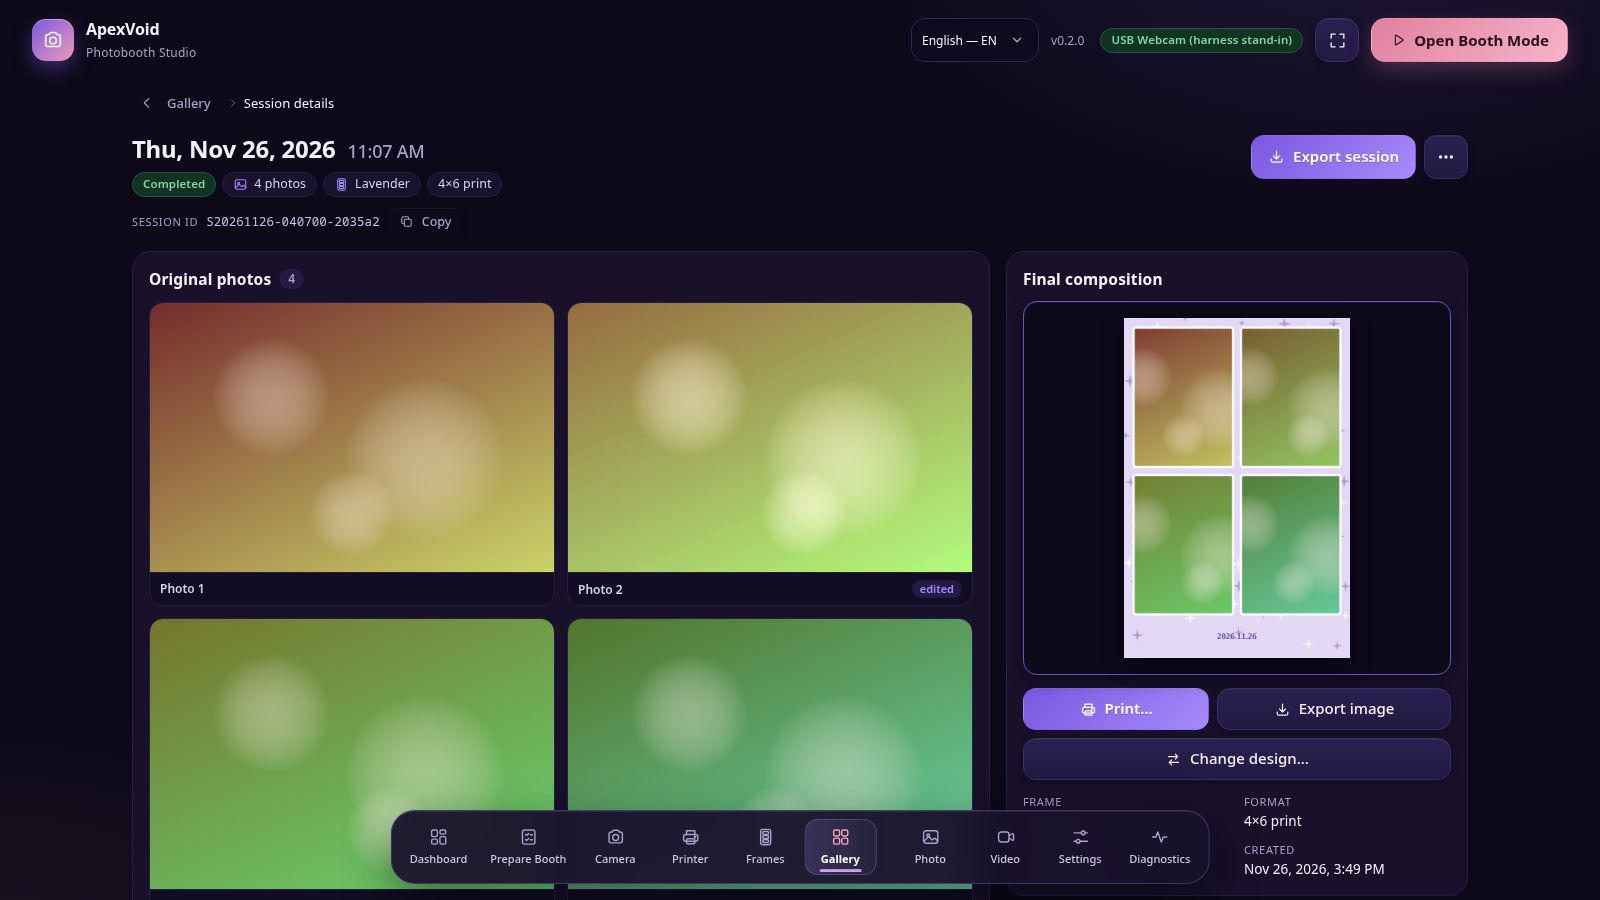 ApexVoid
Photobooth Studio
English — EN
v0.2.0
USB Webcam (harness stand-in)
Open Booth Mode
Gallery
Session details
Thu, Nov 26, 2026 11:07 AM
Export session
Completed
4 photos
Lavender
4×6 print
SESSION ID S20261126-040700-2035a2
Copy
Original photos 4
Photo 1
Photo 2
edited
Final composition
2026.11.26
Print...
Export image
Change design...
FRAME
FORMAT
4×6 print
CREATED
Nov 26, 2026, 3:49 PM
Dashboard
Prepare Booth
Camera
Printer
Frames
Gallery
Photo
Video
Settings
Diagnostics